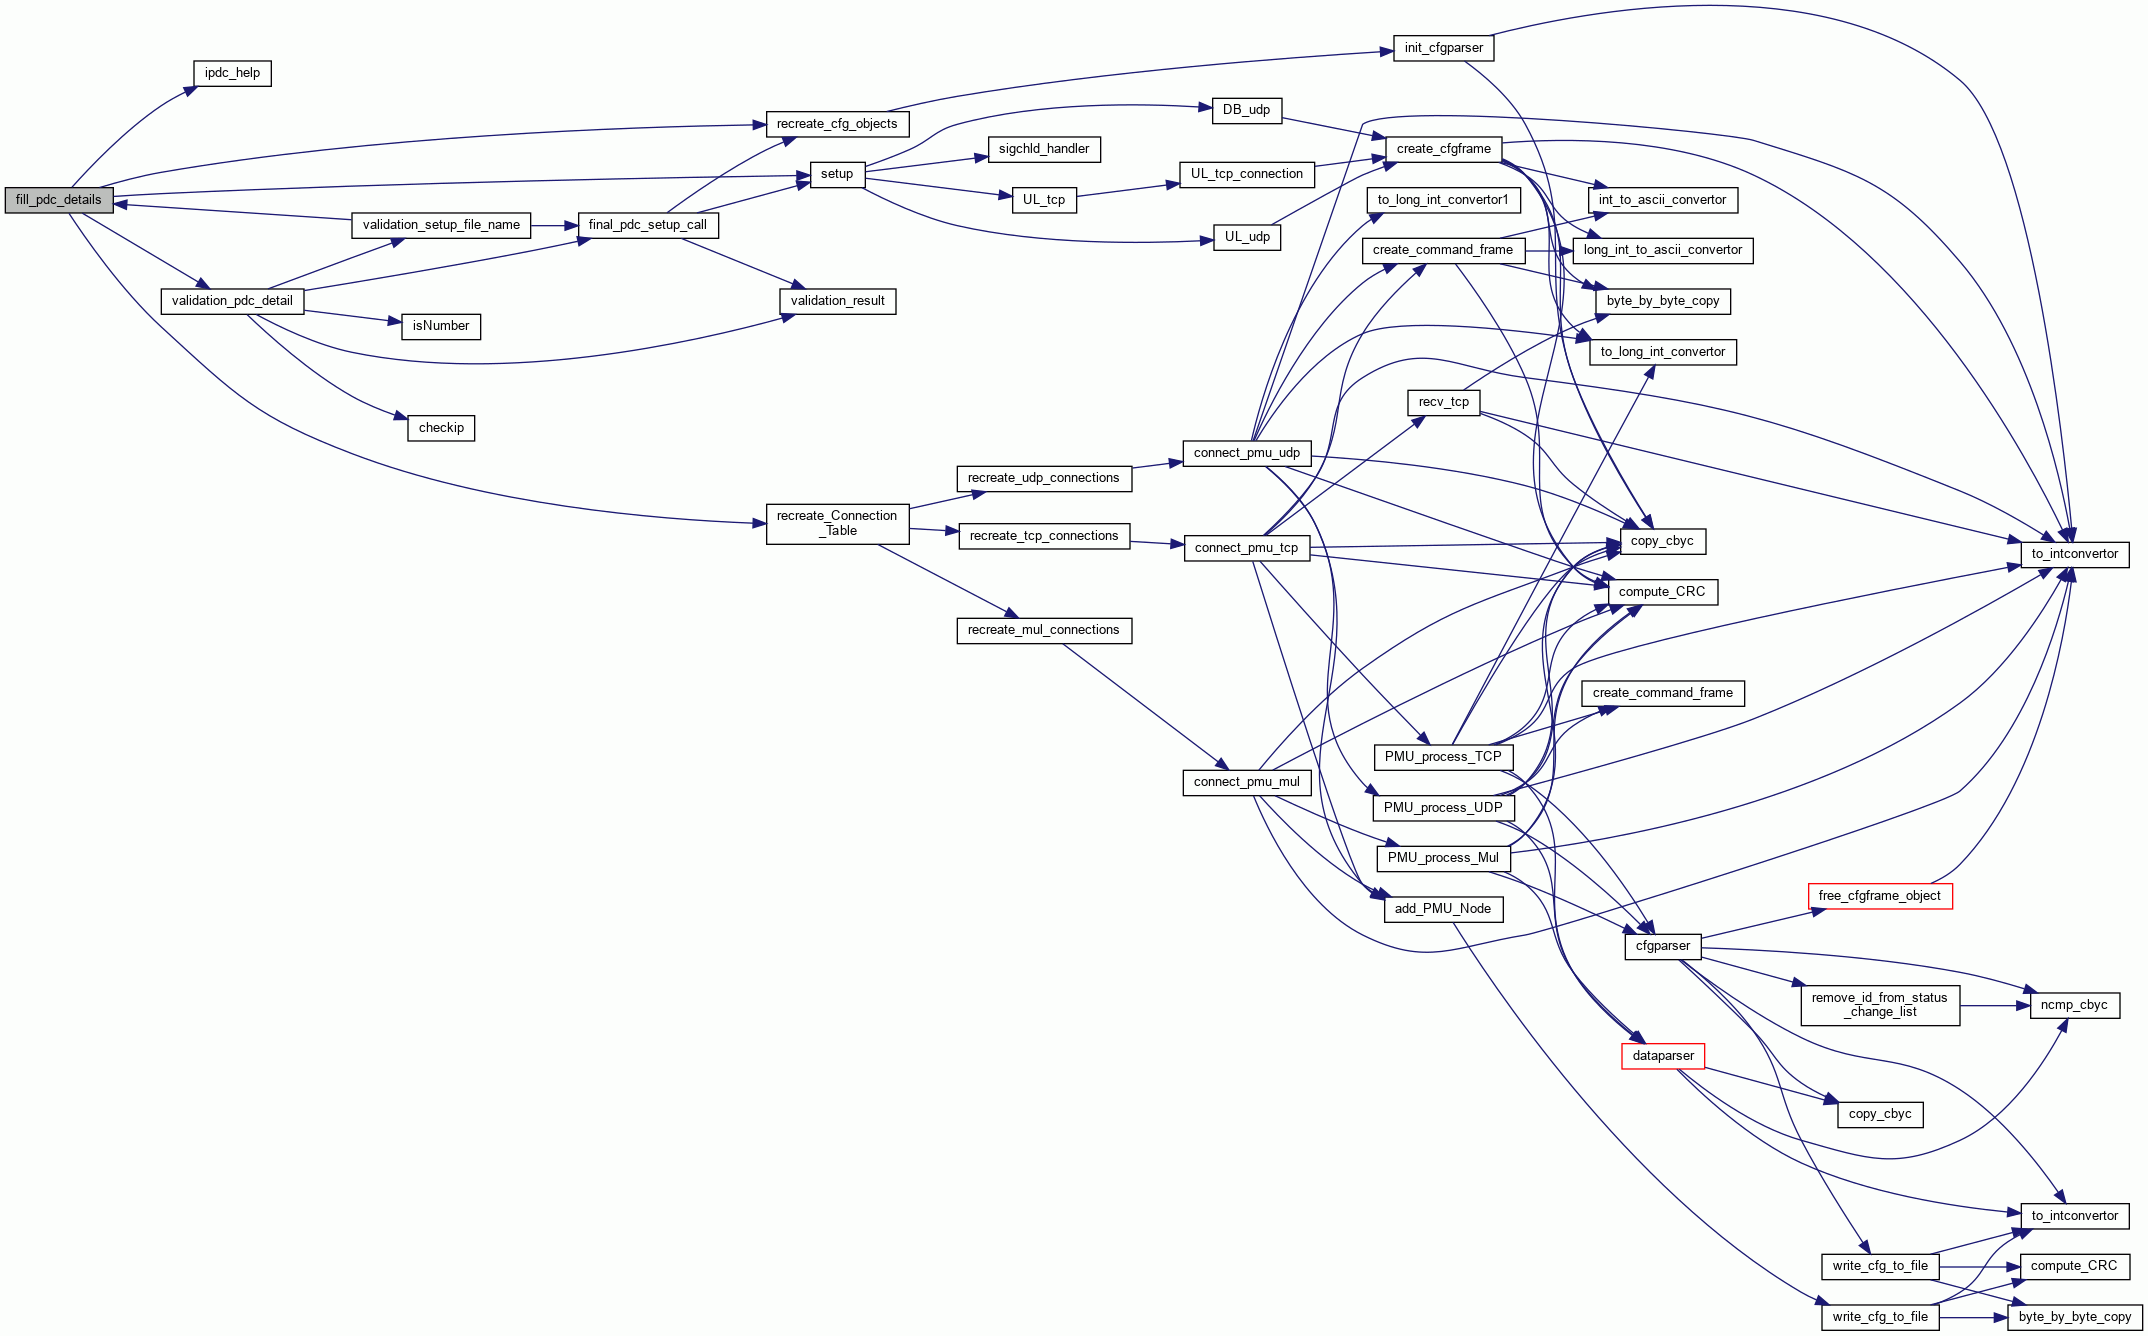 init_cfgparser
ipdc_help
DB_udp
recreate_cfg_objects
sigchld_handler
create_cfgframe
setup
UL_tcp_connection
fill_pdc_details
UL_tcp
to_long_int_convertor1
int_to_ascii_convertor
validation_setup_file_name
final_pdc_setup_call
UL_udp
create_command_frame
long_int_to_ascii_convertor
validation_pdc_detail
validation_result
byte_by_byte_copy
isNumber
to_long_int_convertor
recv_tcp
checkip
connect_pmu_udp
recreate_udp_connections
recreate_Connection
_Table
recreate_tcp_connections
connect_pmu_tcp
copy_cbyc
to_intconvertor
compute_CRC
recreate_mul_connections
create_command_frame
PMU_process_TCP
connect_pmu_mul
PMU_process_UDP
PMU_process_Mul
free_cfgframe_object
add_PMU_Node
cfgparser
remove_id_from_status
_change_list
ncmp_cbyc
dataparser
copy_cbyc
to_intconvertor
write_cfg_to_file
compute_CRC
write_cfg_to_file
byte_by_byte_copy